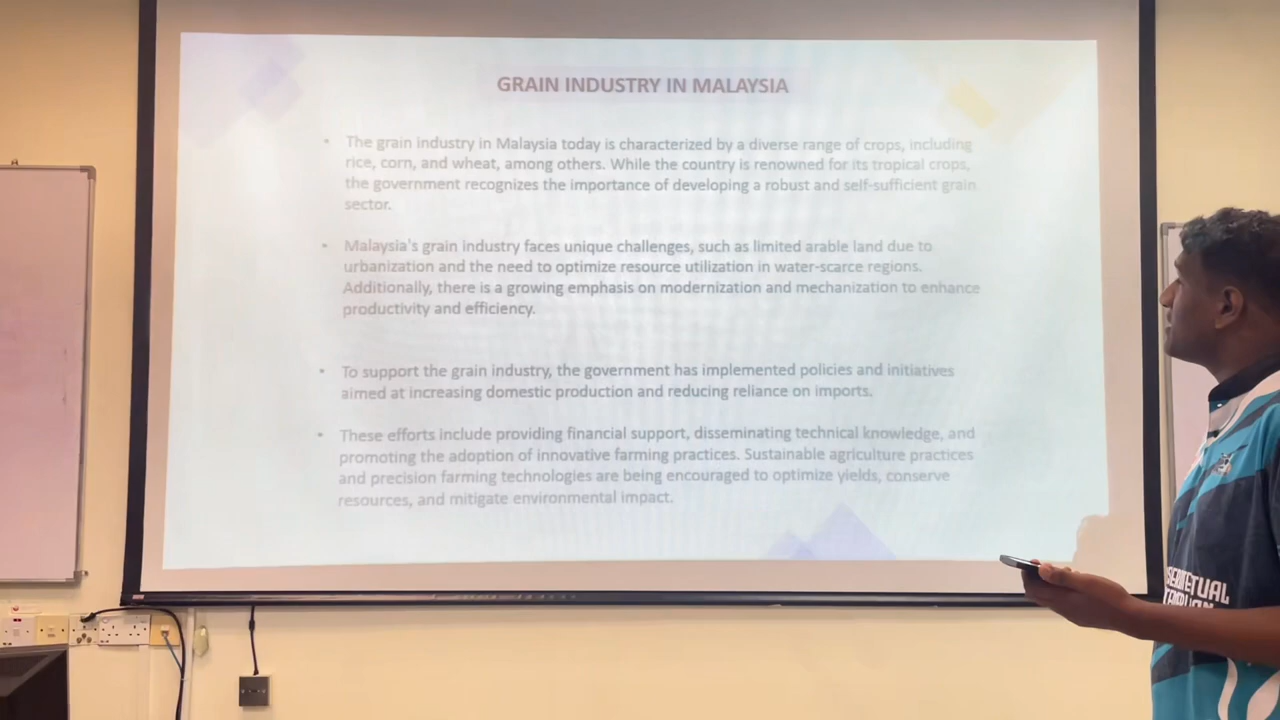 GRAIN INDUSTRY IN MALAYSIA
• The grain industry in Malaysia today is characterized by a diverse range of crops, including
rice, corn, and wheat, among others. While the country is renowned for its tropical crops,
the government recognizes the importance of developing a robust and self-sufficient grain
sector.
• Malaysia's grain industry faces unique challenges, such as limited arable land due to
urbanization and the need to optimize resource utilization in water-scarce regions.
Additionally, there is a growing emphasis on modernization and mechanization to enhance
productivity and efficiency.
• To support the grain industry, the government has implemented policies and initiatives
aimed at increasing domestic production and reducing reliance on imports.
• These efforts include providing financial support, disseminating technical knowledge, and
promoting the adoption of innovative farming practices. Sustainable agriculture practices
and precision farming technologies are being encouraged to optimize yields, conserve
resources, and mitigate environmental impact.